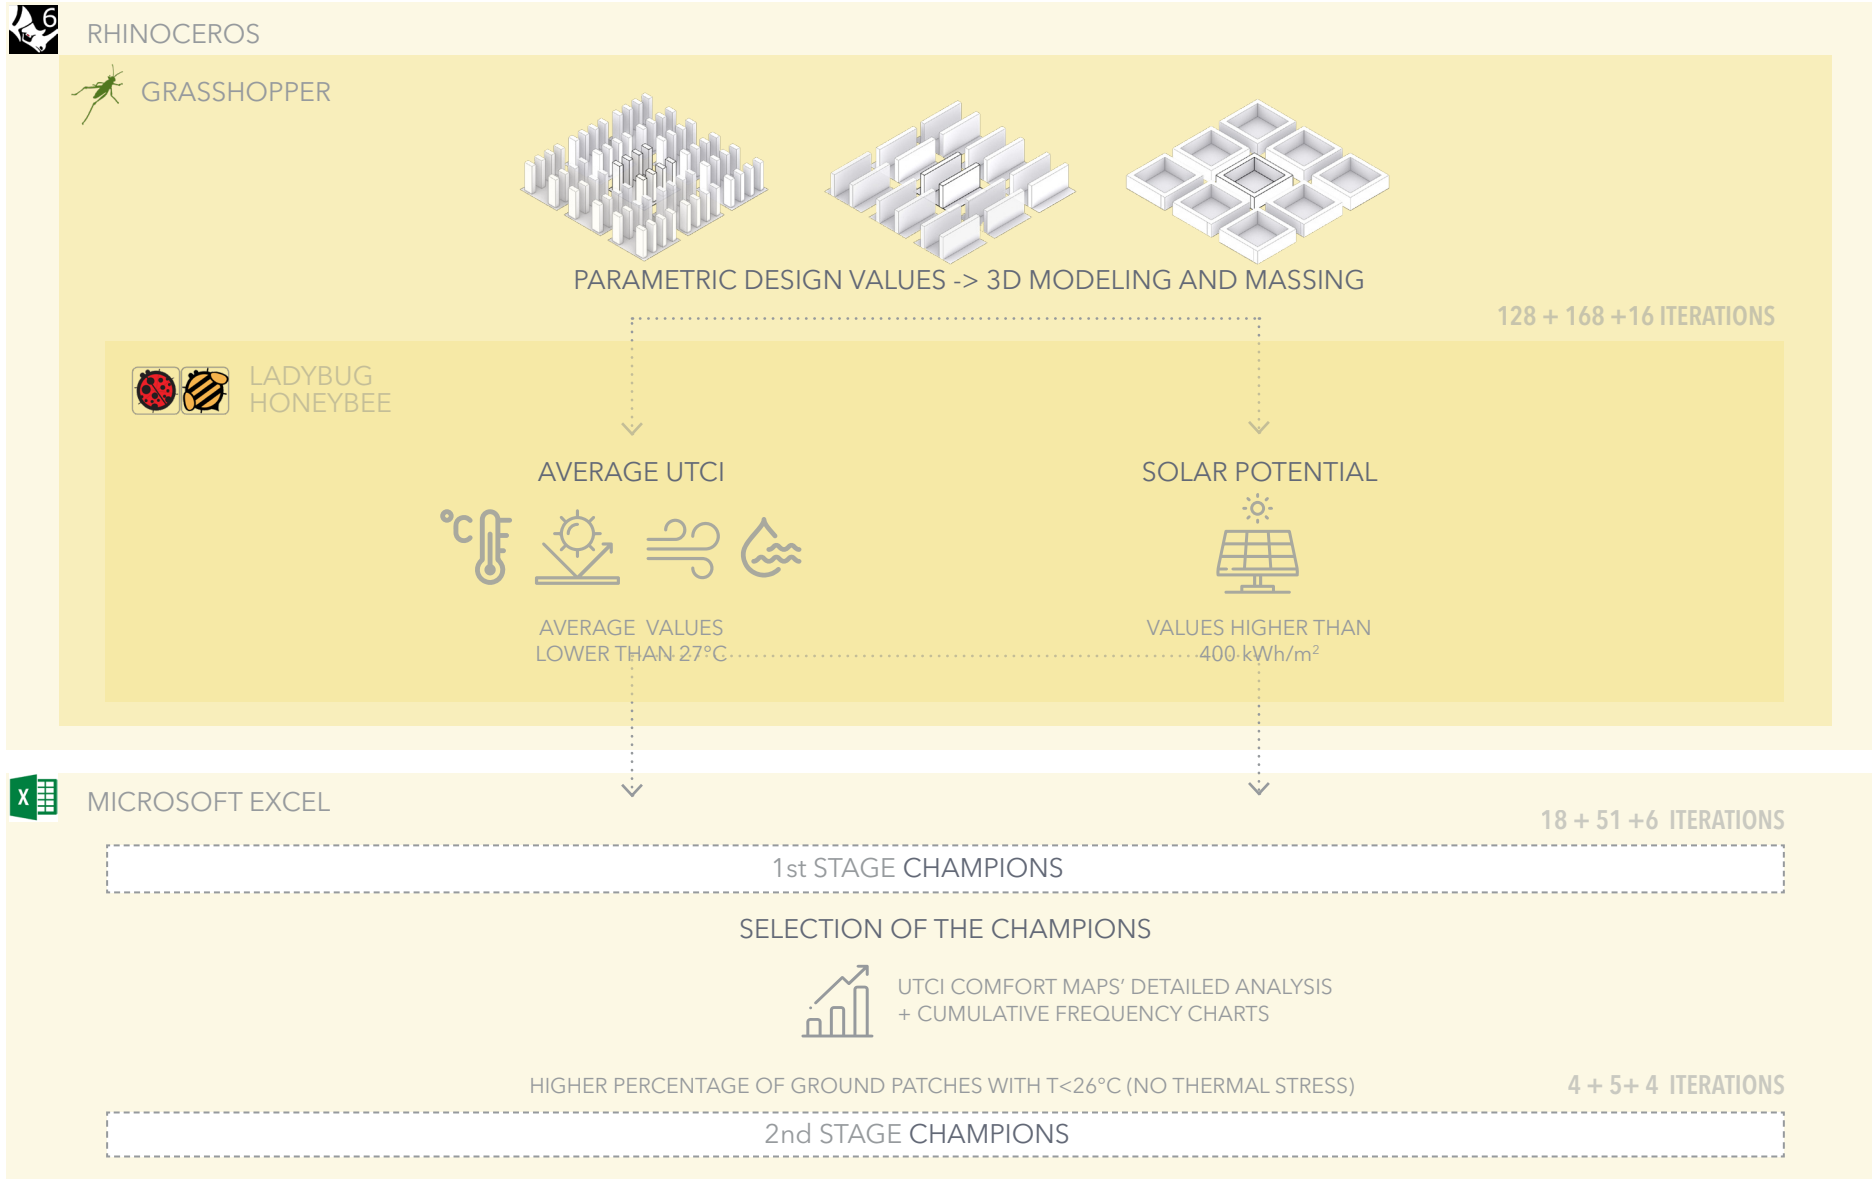 6
RHINOCEROS
GRASSHOPPER
PARAMETRIC DESIGN VALUES -> 3D MODELING AND MASSING
128 + 168 +16 ITERATIONS
LADYBUG
HONEYBEE
AVERAGE UTCI
SOLAR POTENTIAL
°C
AVERAGE VALUES
LOWER THAN 27°C
VALUES HIGHER THAN
400 kWh/m²
X
MICROSOFT EXCEL
18 + 51 +6 ITERATIONS
1st STAGE CHAMPIONS
SELECTION OF THE CHAMPIONS
UTCI COMFORT MAPS' DETAILED ANALYSIS
+ CUMULATIVE FREQUENCY CHARTS
HIGHER PERCENTAGE OF GROUND PATCHES WITH T<26°C (NO THERMAL STRESS)
4 + 5+ 4 ITERATIONS
2nd STAGE CHAMPIONS